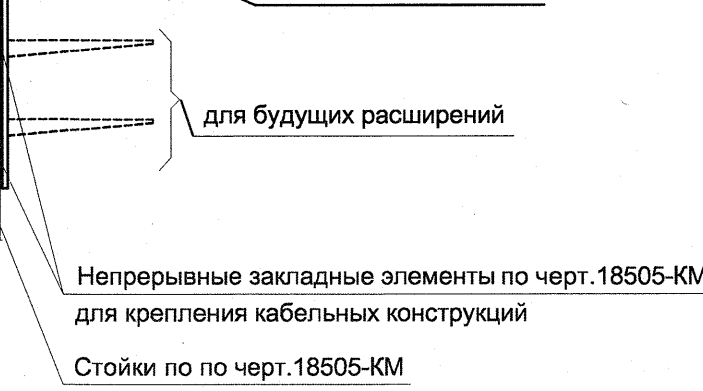 для будущих расширений
Непрерывные закладные элементы по черт.18505-КМ
для крепления кабельных конструкций
Стойки по по черт.18505-КМ